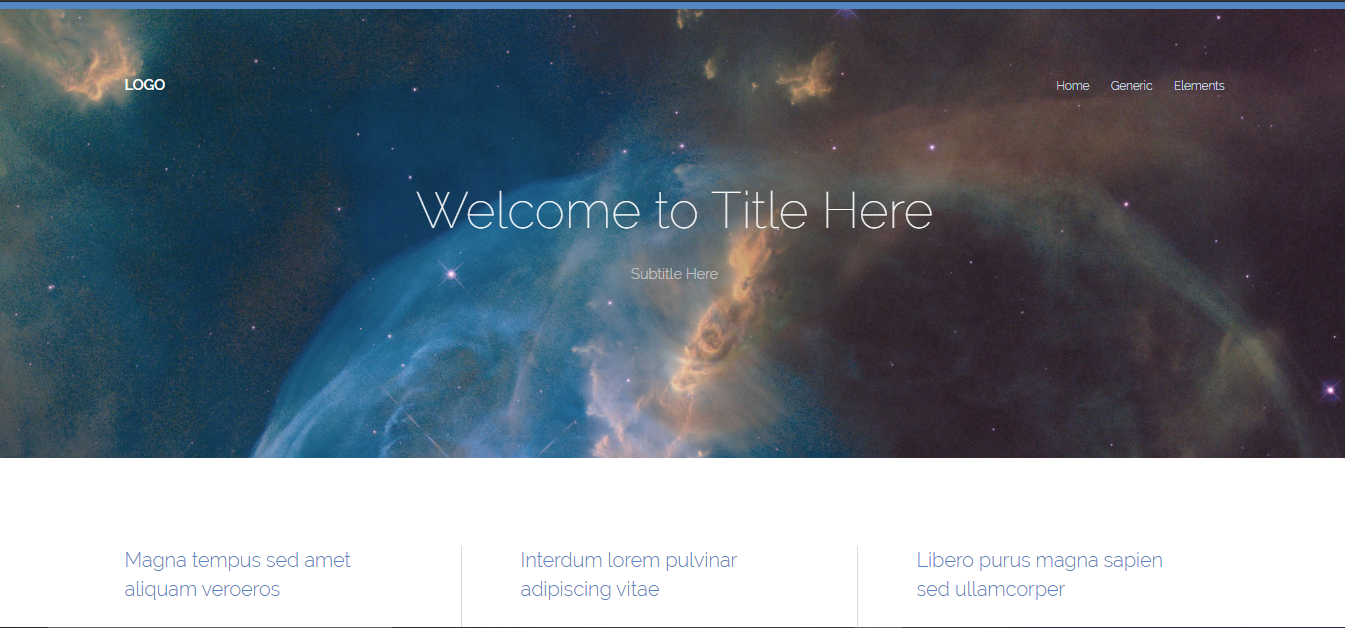 LOGO
Home Generic Elements
Welcome to Title Here
Subtitle Here
Magna tempus sed amet
aliquam veroeros
Interdum lorem pulvinar
adipiscing vitae
Libero purus magna sapien
sed ullamcorper